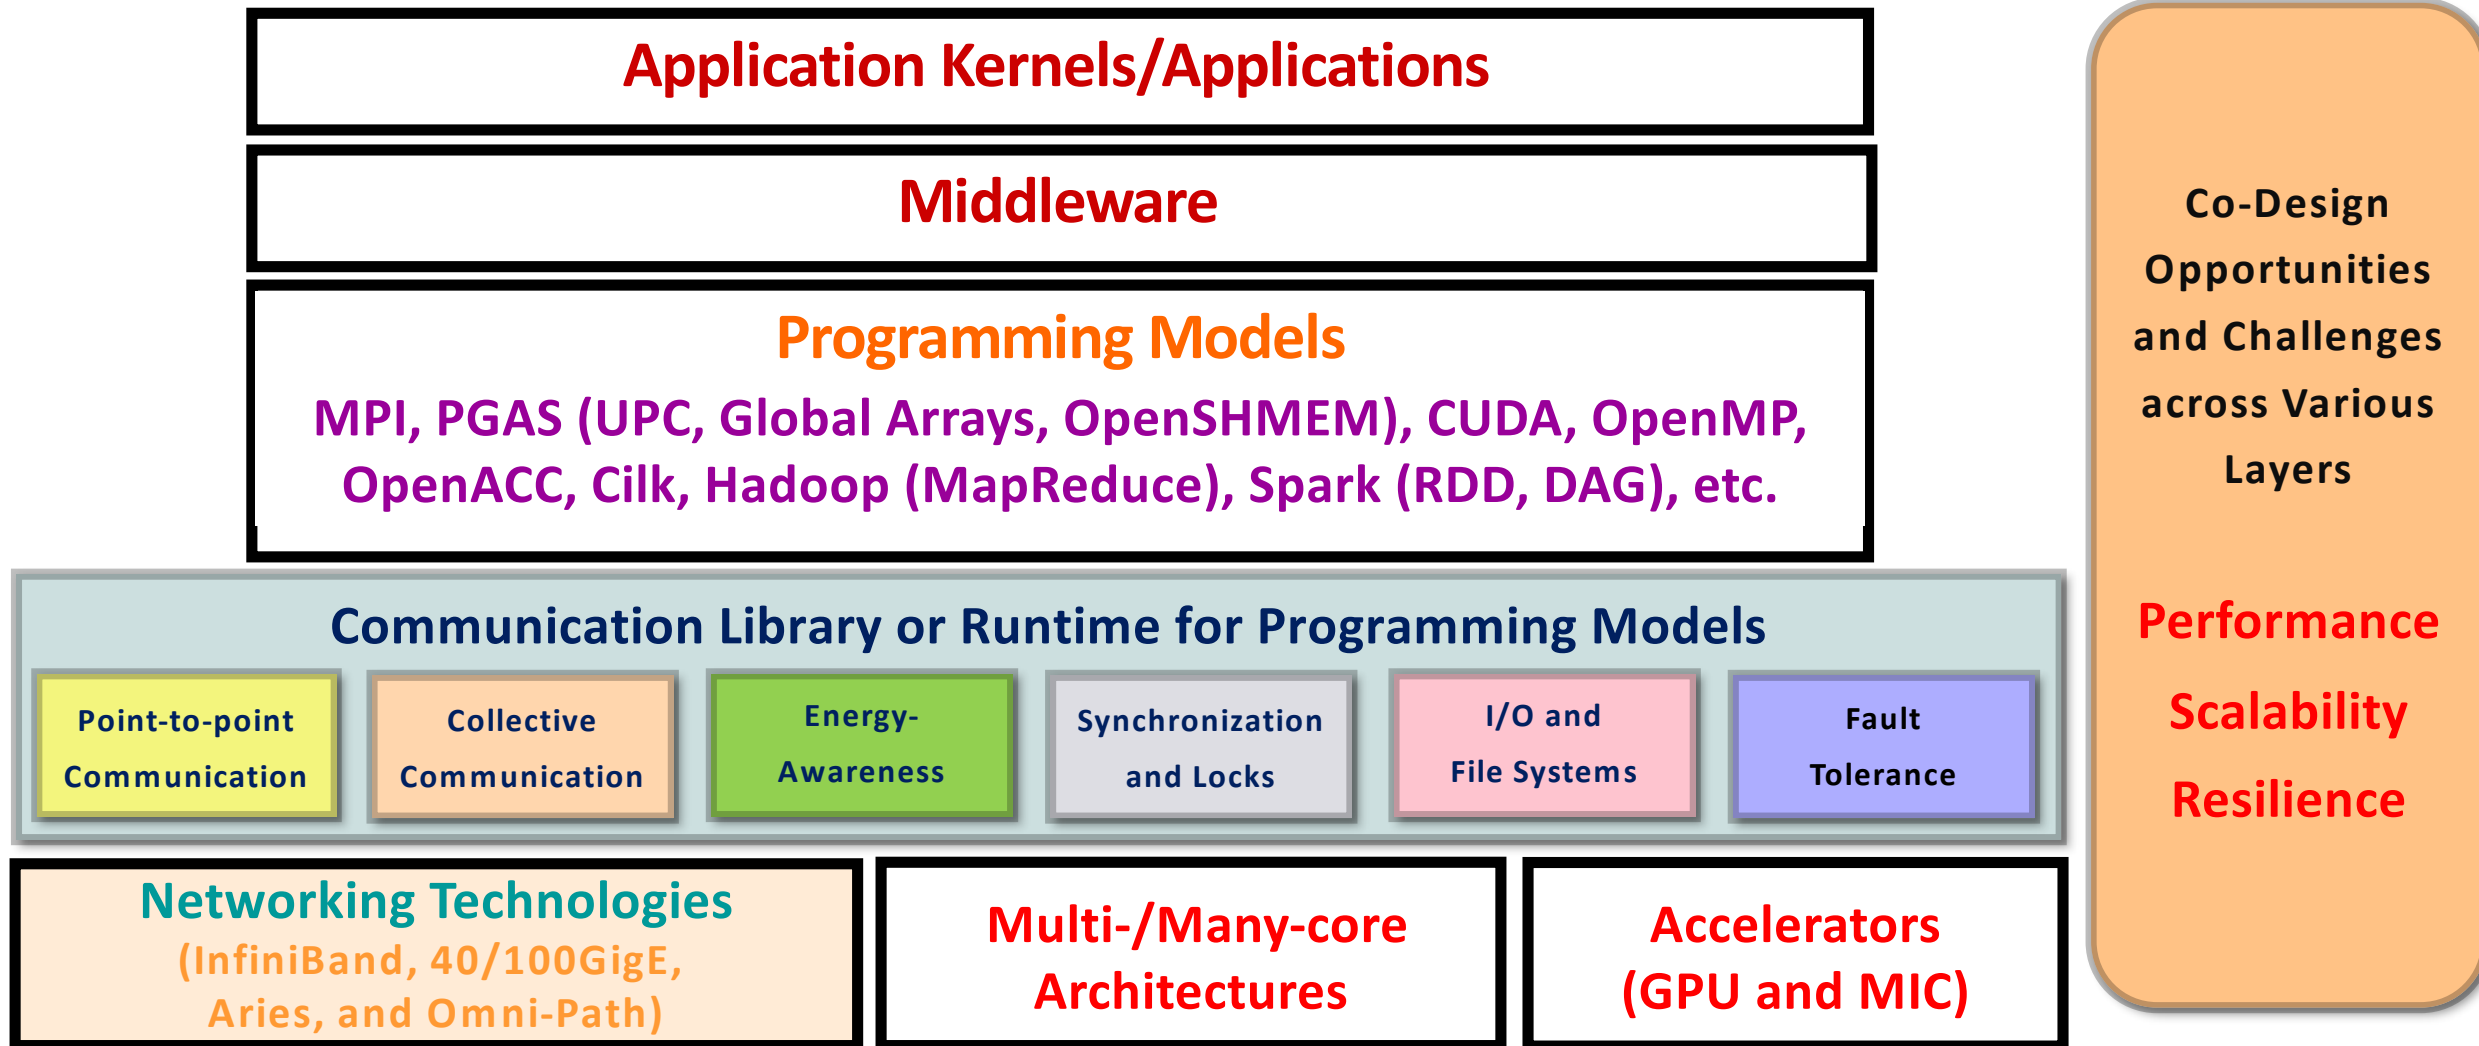 Application Kernels/Applications
Middleware
Programming Models
MPI, PGAS (UPC, Global Arrays, OpenSHMEM), CUDA, OpenMP,
OpenACC, Cilk, Hadoop (MapReduce), Spark (RDD, DAG), etc.
Communication Library or Runtime for Programming Models
Point-to-point
Communication
Collective
Communication
Energy-
Awareness
Synchronization
and Locks
I/O and
File Systems
Fault
Tolerance
Networking Technologies
(InfiniBand, 40/100GigE,
Aries, and Omni-Path)
Multi-/Many-core
Architectures
Accelerators
(GPU and MIC)
Co-Design
Opportunities
and Challenges
across Various
Layers
Performance
Scalability
Resilience